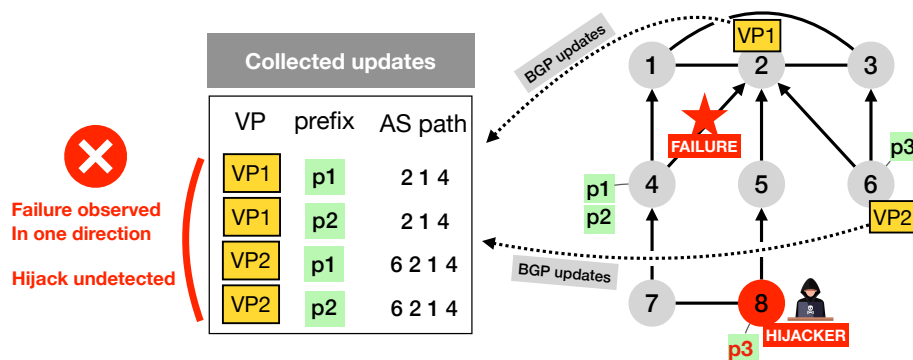 Collected updates
VP prefix AS path
VP1 p1 2 1 4
VP1 p2 2 1 4
VP2 p1 6 2 1 4
VP2 p2 6 2 1 4
Failure observed
In one direction
Hijack undetected
BGP updates
VP1
1
2
3
FAILURE
p3
p1
p2
4
5
6
VP2
BGP updates
7
8
HIJACKER
p3